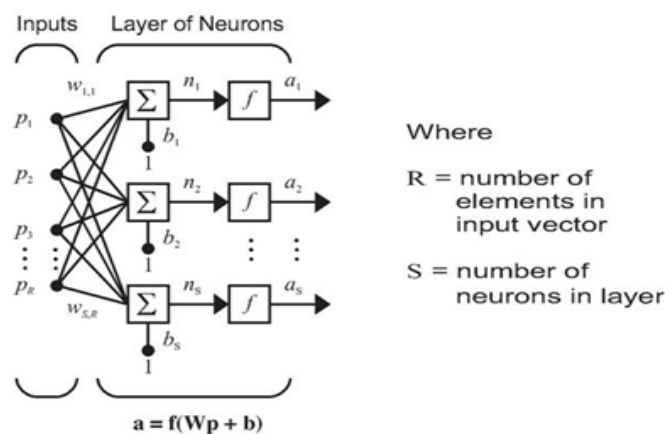 Inputs Layer of Neurons
w1,1 n1 a1
Σ f
p1
b1
1
p2 n2 a2
Σ f
p3 b2
1
nS aS
pR Σ f
wS,R
bS
1
a = f(Wp + b)
Where
R = number of
elements in
input vector
S = number of
neurons in layer